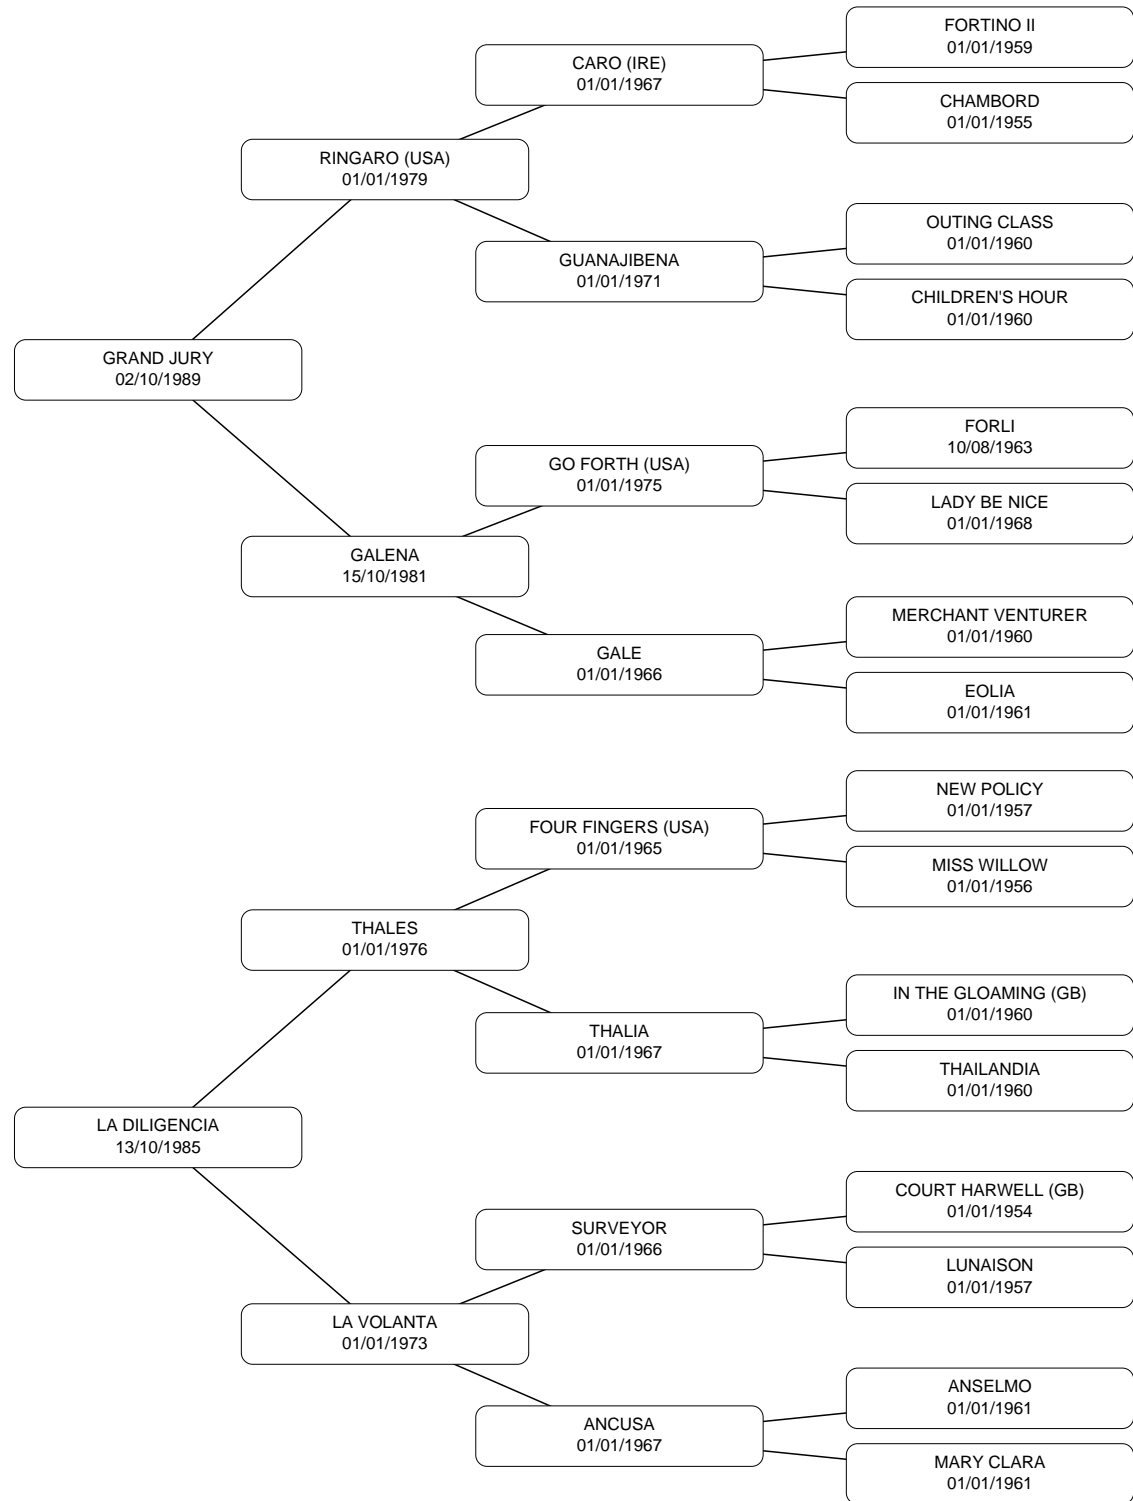 FORTINO II
01/01/1959
CARO (IRE)
01/01/1967
CHAMBORD
01/01/1955
RINGARO (USA)
01/01/1979
OUTING CLASS
01/01/1960
GUANAJIBENA
01/01/1971
CHILDREN'S HOUR
01/01/1960
GRAND JURY
02/10/1989
FORLI
10/08/1963
GO FORTH (USA)
01/01/1975
LADY BE NICE
01/01/1968
GALENA
15/10/1981
MERCHANT VENTURER
01/01/1960
GALE
01/01/1966
EOLIA
01/01/1961
NEW POLICY
01/01/1957
FOUR FINGERS (USA)
01/01/1965
MISS WILLOW
01/01/1956
THALES
01/01/1976
IN THE GLOAMING (GB)
01/01/1960
THALIA
01/01/1967
THAILANDIA
01/01/1960
LA DILIGENCIA
13/10/1985
COURT HARWELL (GB)
01/01/1954
SURVEYOR
01/01/1966
LUNAISON
01/01/1957
LA VOLANTA
01/01/1973
ANSELMO
01/01/1961
ANCUSA
01/01/1967
MARY CLARA
01/01/1961